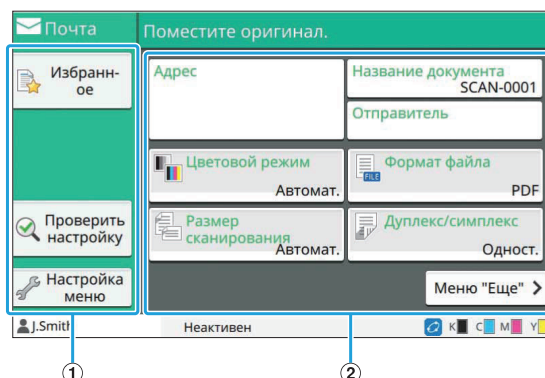 Почта
Поместите оригинал.
Избранн-
ое
Проверить
настройку
Настройка
меню
Адрес
Название документа
SCAN-0001
Отправитель
Цветовой режим
Автомат.
Формат файла
FILE
PDF
Размер
сканирования
Автомат.
Дуплекс/симплекс
Одност.
Меню "Еще"
J.Smith
Неактивен
K C M Y
1 2